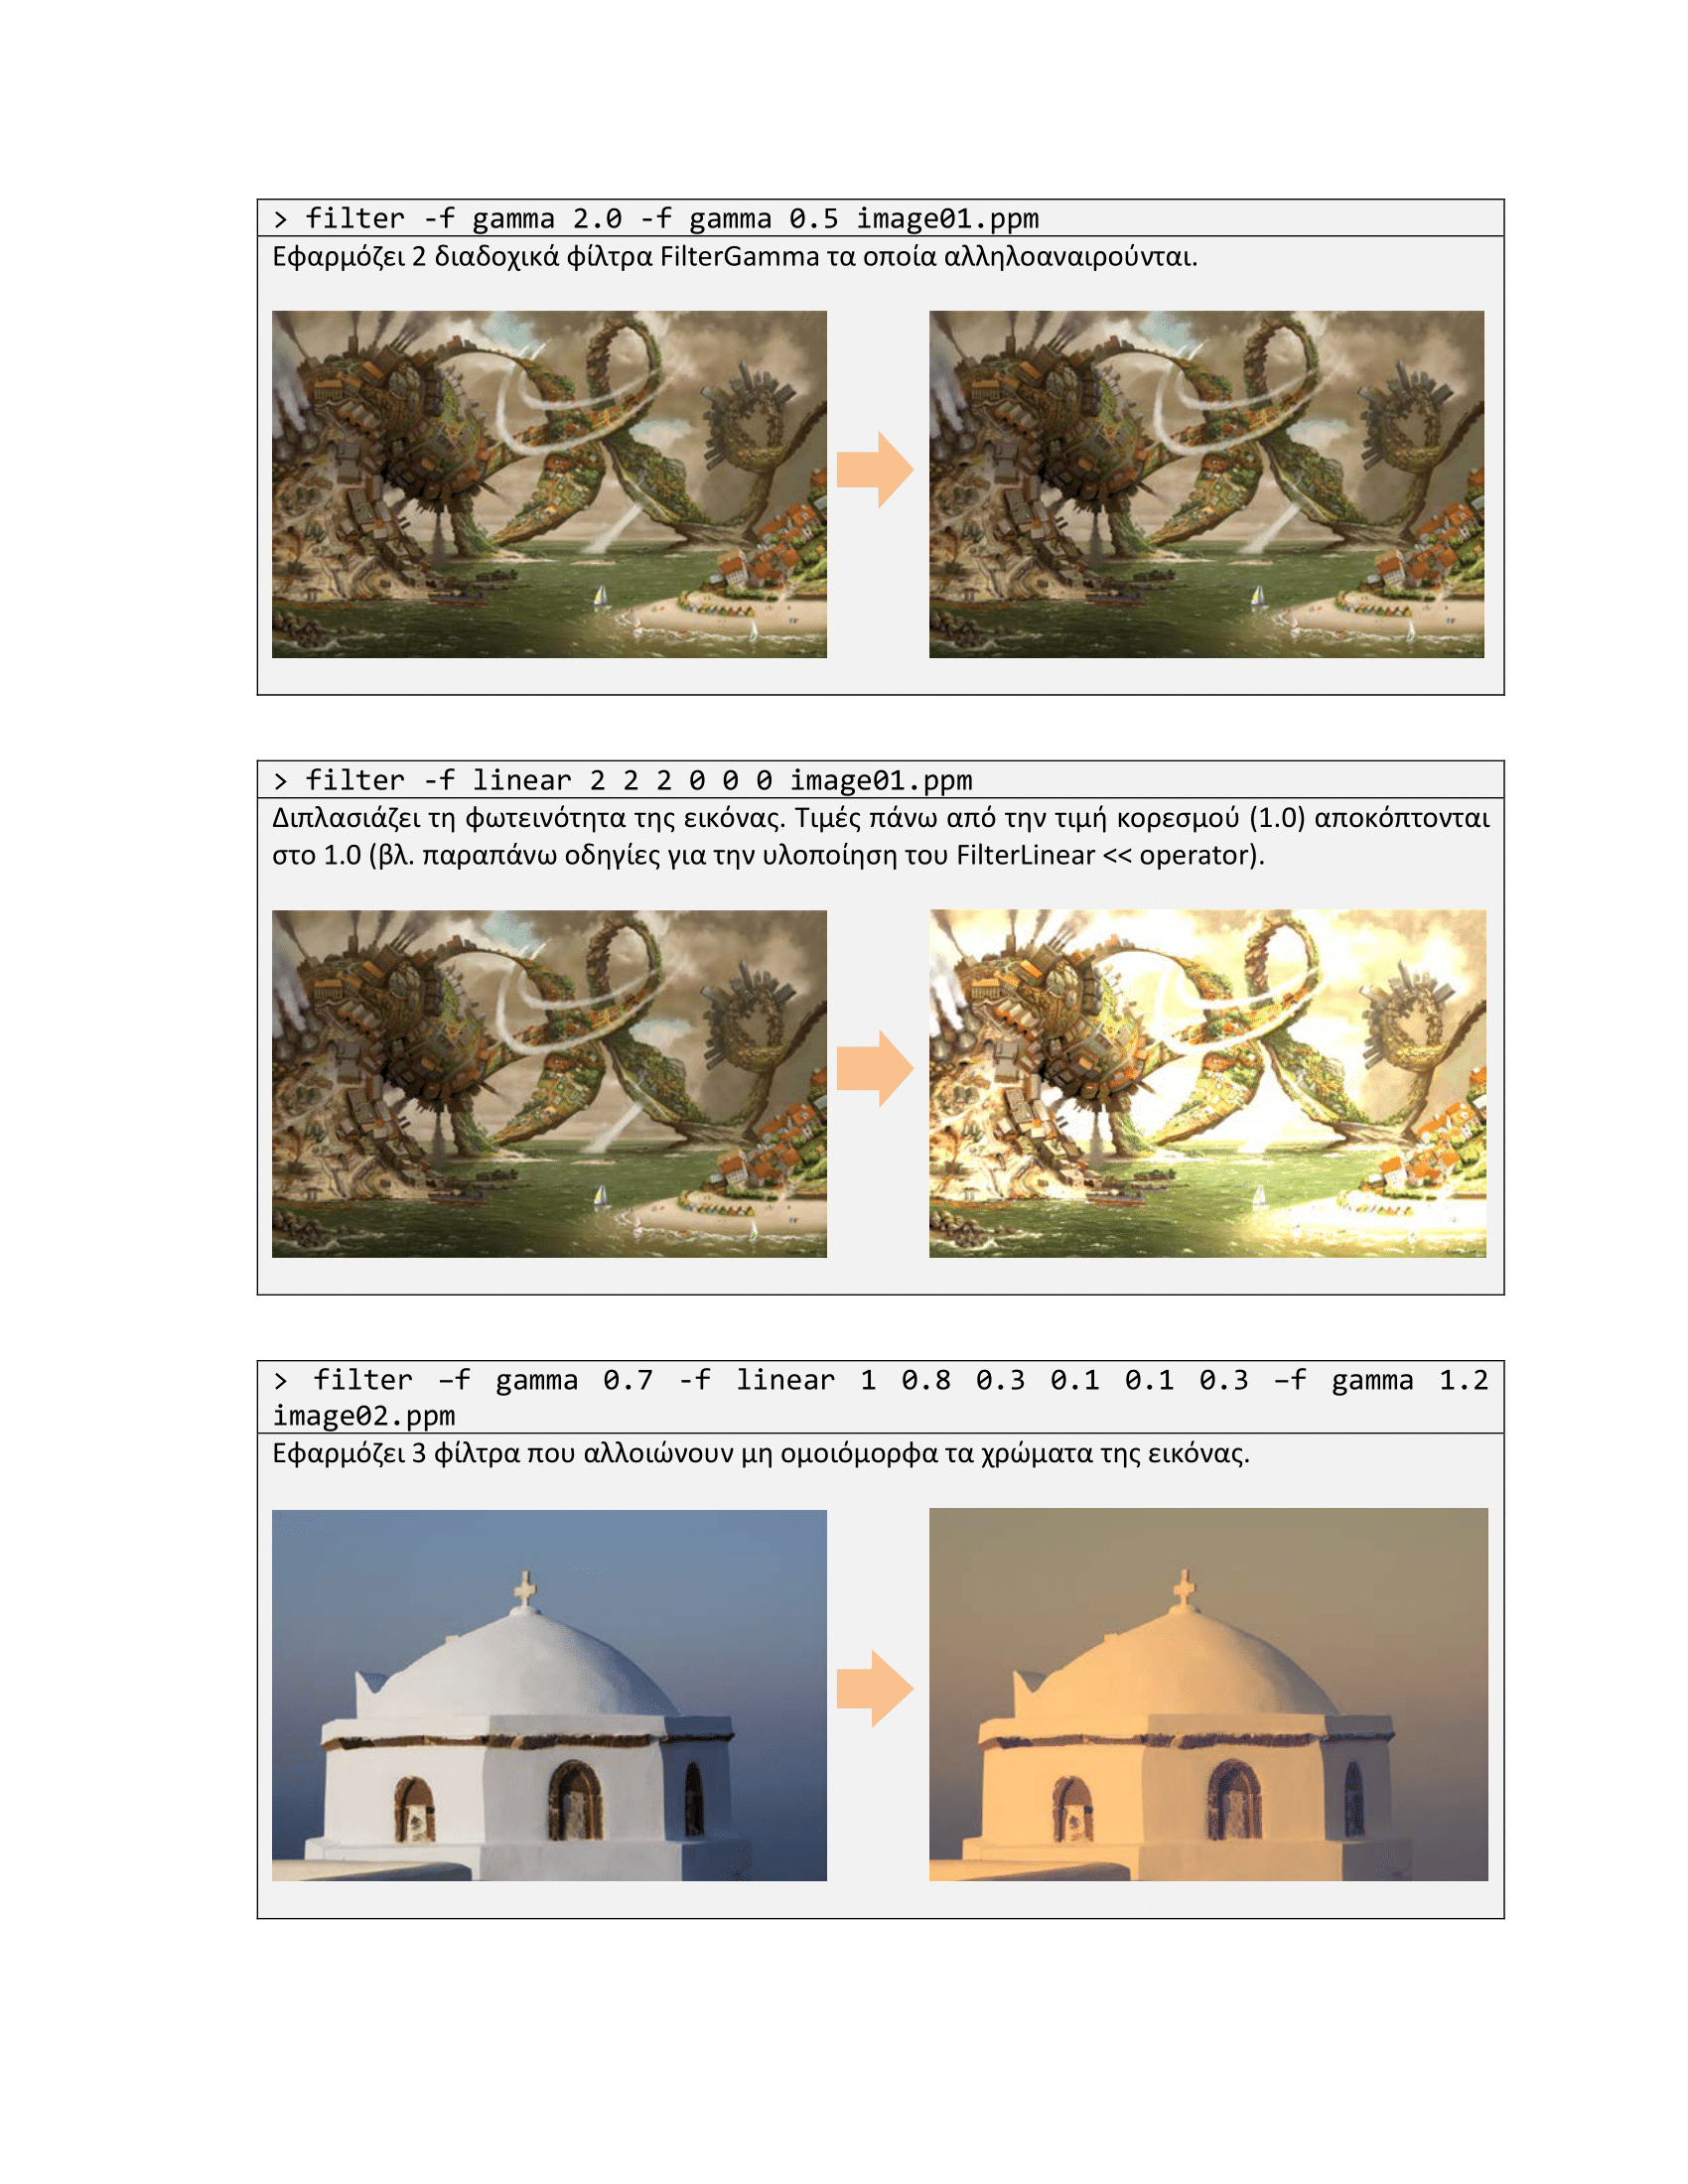 > filter -f gamma 2.0 -f gamma 0.5 image01.ppm
Εφαρμόζει 2 διαδοχικά φίλτρα FilterGamma τα οποία αλληλοαναιρούνται.
> filter -f linear 2 2 2 0 0 0 image01.ppm
Διπλασιάζει τη φωτεινότητα της εικόνας. Τιμές πάνω από την τιμή κορεσμού (1.0) αποκόπτονται
στο 1.0 (βλ. παραπάνω οδηγίες για την υλοποίηση του FilterLinear << operator).
> filter –f gamma 0.7 -f linear 1 0.8 0.3 0.1 0.1 0.3 –f gamma 1.2
image02.ppm
Εφαρμόζει 3 φίλτρα που αλλοιώνουν μη ομοιόμορφα τα χρώματα της εικόνας.